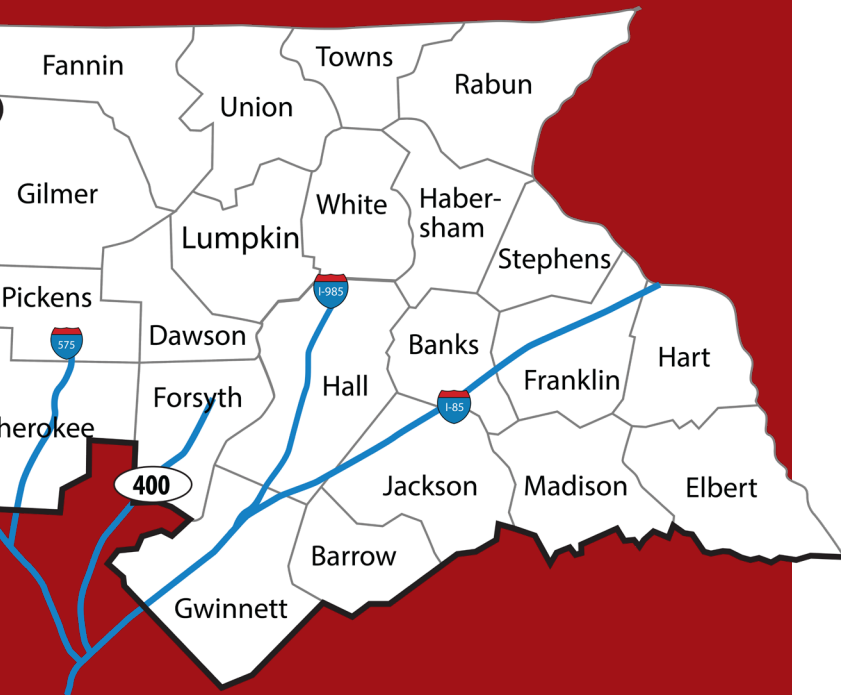 Fannin
Towns
Rabun
Union
Gilmer
White
Haber-
sham
Lumpkin
Stephens
Pickens
I-985
575
Dawson
Banks
Hart
Hall
Franklin
Forsyth
I-85
herokee
400
Jackson
Madison
Elbert
Barrow
Gwinnett